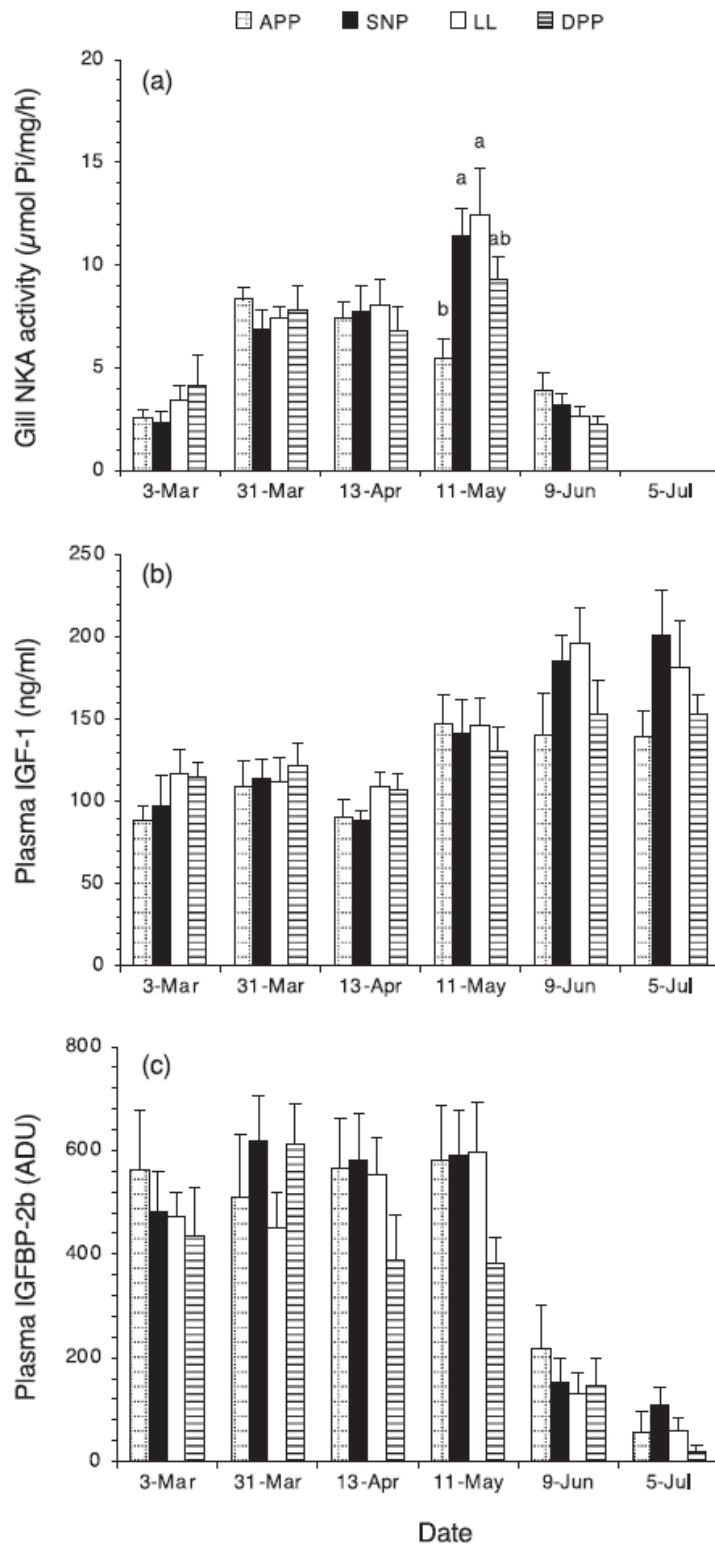 APP SNP LL DPP
(a)
Gill NKA activity (µmol Pi/mg/h)
20
15
10
5
0
b
a
a
ab
3-Mar 31-Mar 13-Apr 11-May 9-Jun 5-Jul
(b)
Plasma IGF-1 (ng/ml)
250
200
150
100
50
0
3-Mar 31-Mar 13-Apr 11-May 9-Jun 5-Jul
(c)
Plasma IGFBP-2b (ADU)
800
600
400
200
0
3-Mar 31-Mar 13-Apr 11-May 9-Jun 5-Jul
Date